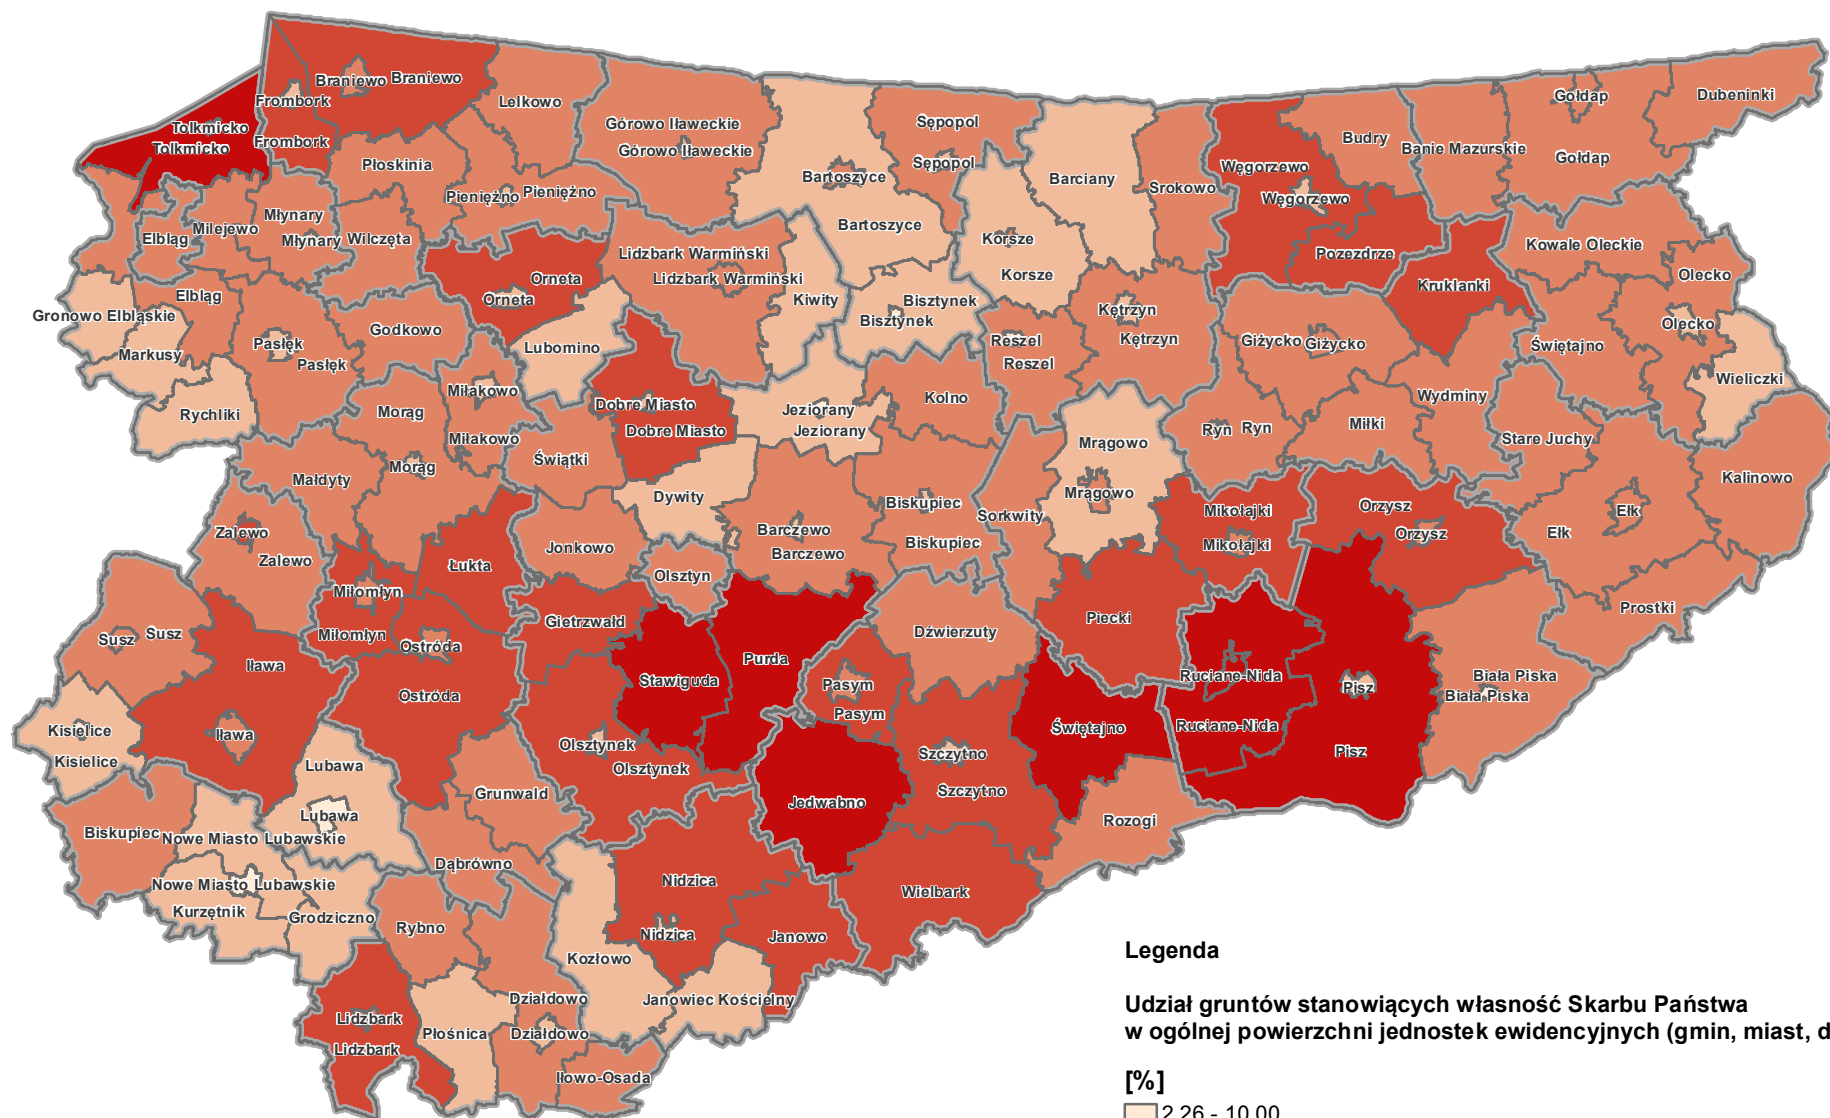 Braniewo
Braniewo
Frombork
Frombork
Tolkmicko
Tolkmicko
Lelkowo
Górowo Iławeckie
Górowo Iławeckie
Sępopol
Sępopol
Bartoszyce
Bartoszyce
Barciany
Srokowo
Węgorzewo
Węgorzewo
Budry
Banie Mazurskie
Gołdap
Gołdap
Dubeninki
Płoskinia
Pieniężno
Pieniężno
Młynary
Młynary
Milejewo
Elbląg
Wilczęta
Orneta
Orneta
Lidzbark Warmiński
Lidzbark Warmiński
Kiwity
Korsze
Korsze
Pozezdrze
Kruklanki
Kowale Oleckie
Olecko
Olecko
Gronowo Elbląskie
Elbląg
Markusy
Pasłęk
Pasłęk
Godkowo
Lubomino
Bisztynek
Bisztynek
Reszel
Reszel
Kętrzyn
Kętrzyn
Giżycko
Giżycko
Świętajno
Wieliczki
Rychliki
Morąg
Morąg
Miłakowo
Miłakowo
Dobre Miasto
Dobre Miasto
Jeziorany
Jeziorany
Kolno
Wydminy
Miłki
Ryn
Ryn
Stare Juchy
Kalinowo
Małdyty
Świątki
Dywity
Biskupiec
Biskupiec
Mrągowo
Mrągowo
Sorkwity
Mikołajki
Mikołajki
Orzysz
Orzysz
Ełk
Ełk
Zalewo
Zalewo
Łukta
Jonkowo
Barczewo
Barczewo
Olsztyn
Miłomłyn
Miłomłyn
Ostróda
Ostróda
Gietrzwałd
Purda
Stawiguda
Dźwierzuty
Piecki
Prostki
Susz
Susz
Iława
Iława
Pasym
Pasym
Ruciane-Nida
Ruciane-Nida
Pisz
Pisz
Biała Piska
Biała Piska
Kisielice
Kisielice
Olsztynek
Olsztynek
Szczytno
Szczytno
Świętajno
Lubawa
Lubawa
Grunwald
Jedwabno
Rozogi
Biskupiec
Nowe Miasto Lubawskie
Nowe Miasto Lubawskie
Dąbrówno
Kurzętnik
Grodziczno
Rybno
Nidzica
Nidzica
Wielbark
Janowo
Kozłowo
Janowiec Kościelny
Lidzbark
Lidzbark
Płośnica
Działdowo
Działdowo
Iłowo-Osada
Legenda
Udział gruntów stanowiących własność Skarbu Państwa
w ogólnej powierzchni jednostek ewidencyjnych (gmin, miast, d
[%]
2,26 - 10,00